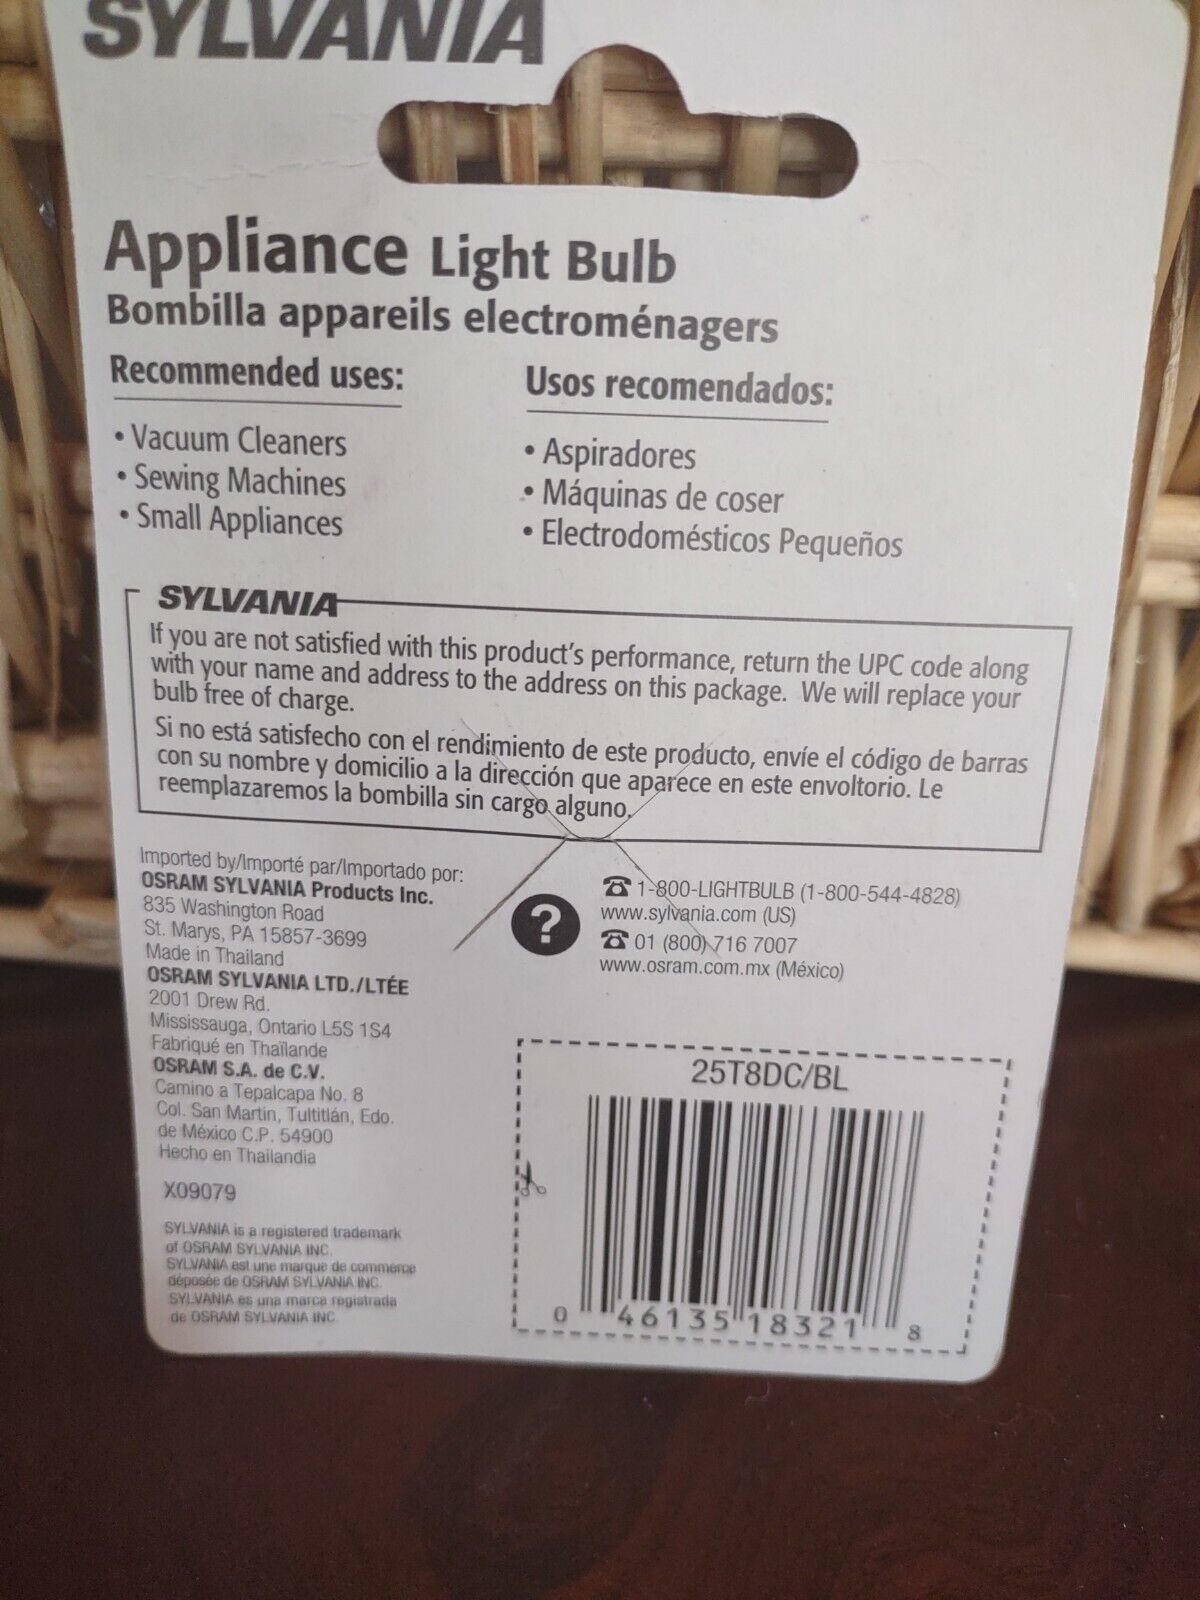 SYLVANIA
Appliance Light Bulb
Bombilla appareils electroménagers
Recommended uses:
• Vacuum Cleaners
• Sewing Machines
• Small Appliances
Usos recomendados:
• Aspiradores
• Máquinas de coser
• Electrodomésticos Pequeños
SYLVANIA
If you are not satisfied with this product's performance, return the UPC code along
with your name and address to the address on this package. We will replace your
bulb free of charge.
Si no está satisfecho con el rendimiento de este producto, envíe el código de barras
con su nombre y domicilio a la dirección que aparece en este envoltorio. Le
reemplazaremos la bombilla sin cargo alguno.
Imported by/Importé par/Importado por:
OSRAM SYLVANIA Products Inc.
835 Washington Road
St. Marys, PA 15857-3699
Made in Thailand
OSRAM SYLVANIA LTD./LTÉE
2001 Drew Rd.
Mississauga, Ontario L5S 1S4
Fabriqué en Thaïlande
OSRAM S.A. de C.V.
Camino a Tepalcapa No. 8
Col. San Martin, Tultitlán, Edo.
de México C.P. 54900
Hecho en Thailandia
X09079
SYLVANIA is a registered trademark
of OSRAM SYLVANIA INC.
SYLVANIA est une marque de commerce
déposée de OSRAM SYLVANIA INC.
SYLVANIA es una marca registrada
de OSRAM SYLVANIA INC.
?
☎ 1-800-LIGHTBULB (1-800-544-4828)
www.sylvania.com (US)
☎ 01 (800) 716 7007
www.osram.com.mx (México)
25T8DC/BL
0 46135 18321 8